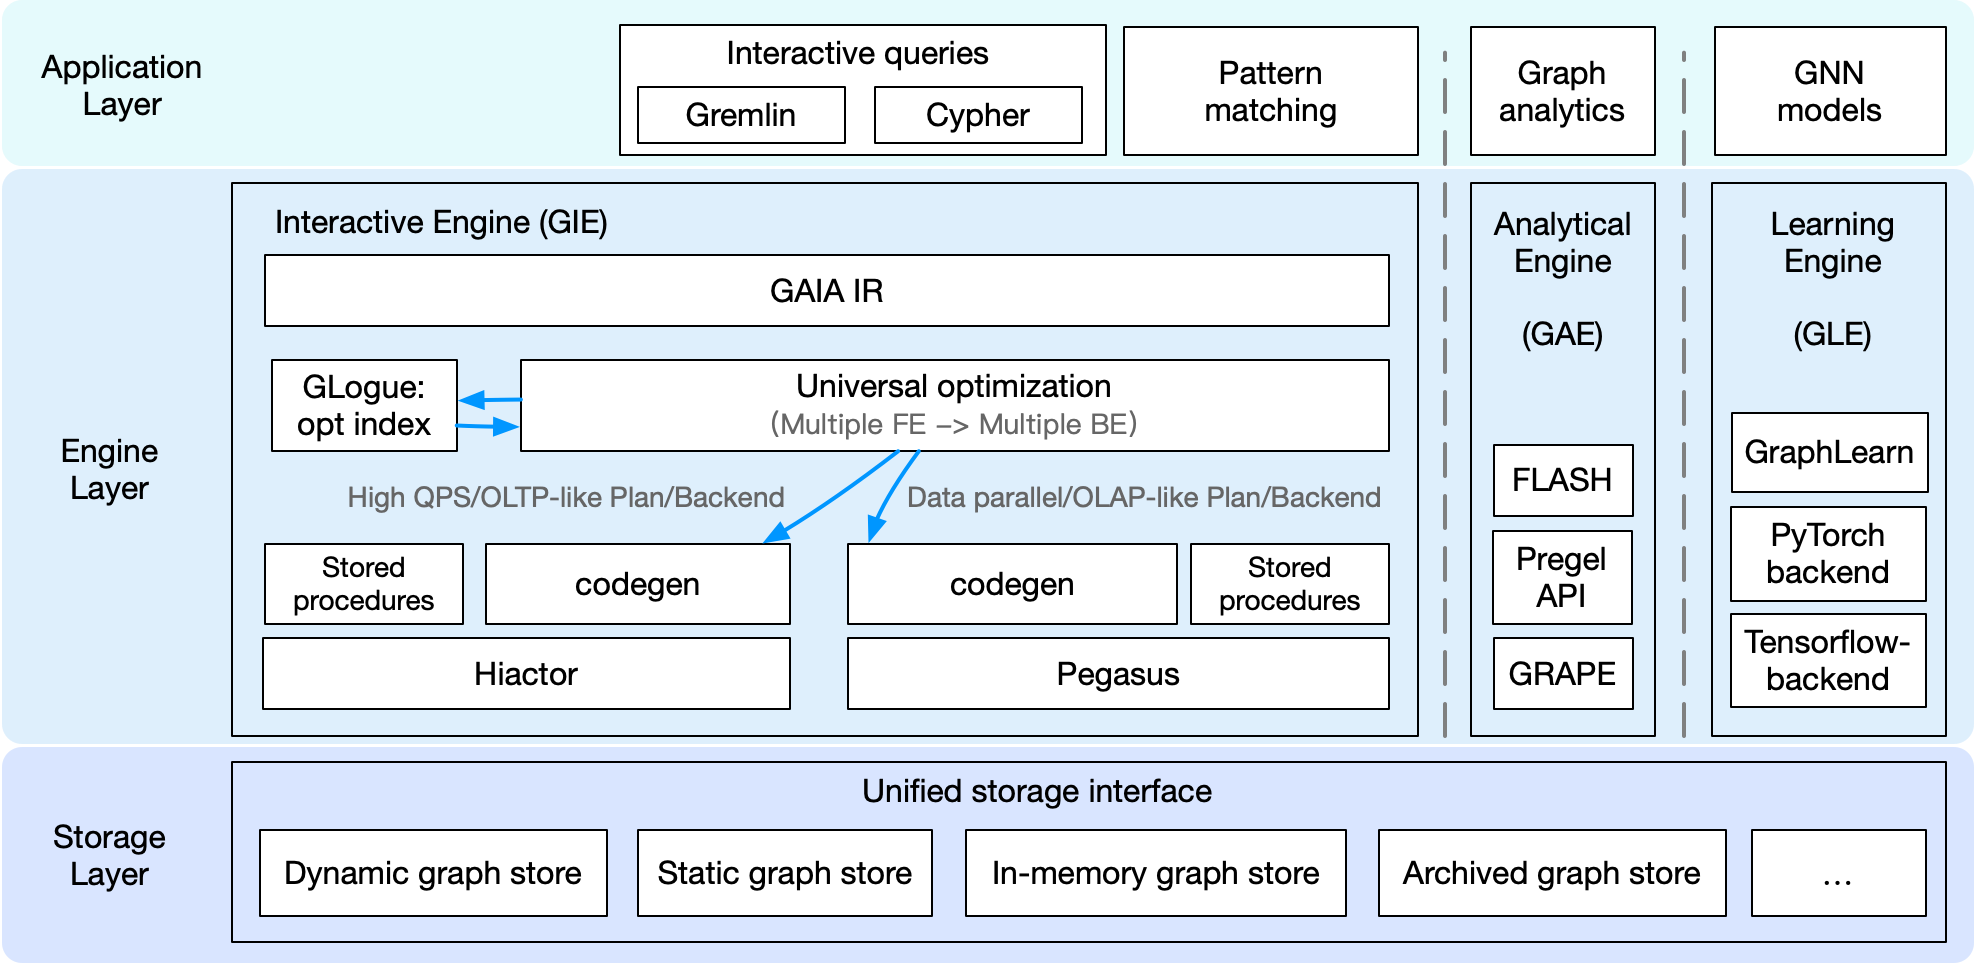 Application
Layer
Interactive queries
Gremlin
Cypher
Pattern
matching
Graph
analytics
GNN
models
Engine
Layer
Interactive Engine (GIE)
GAIA IR
GLogue:
opt index
Universal optimization
(Multiple FE –> Multiple BE)
High QPS/OLTP-like Plan/Backend
Data parallel/OLAP-like Plan/Backend
Stored
procedures
codegen
codegen
Stored
procedures
Hiactor
Pegasus
Analytical
Engine
(GAE)
FLASH
Pregel
API
GRAPE
Learning
Engine
(GLE)
GraphLearn
PyTorch
backend
Tensorflow-
backend
Storage
Layer
Unified storage interface
Dynamic graph store
Static graph store
In-memory graph store
Archived graph store
...